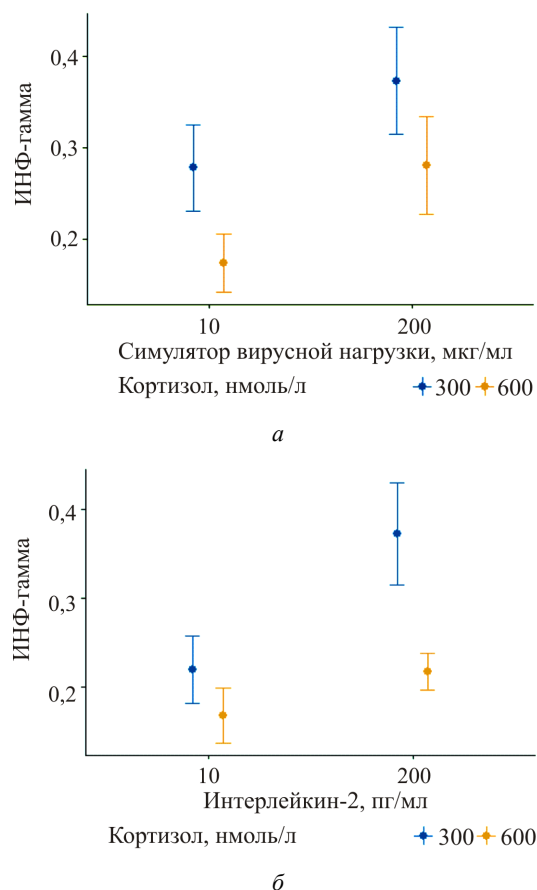 ИНФ-гамма
0,4
0,3
0,2
10 200
Симулятор вирусной нагрузки, мкг/мл
Кортизол, нмоль/л 300 600
а
ИНФ-гамма
0,4
0,3
0,2
10 200
Интерлейкин-2, пг/мл
Кортизол, нмоль/л 300 600
б